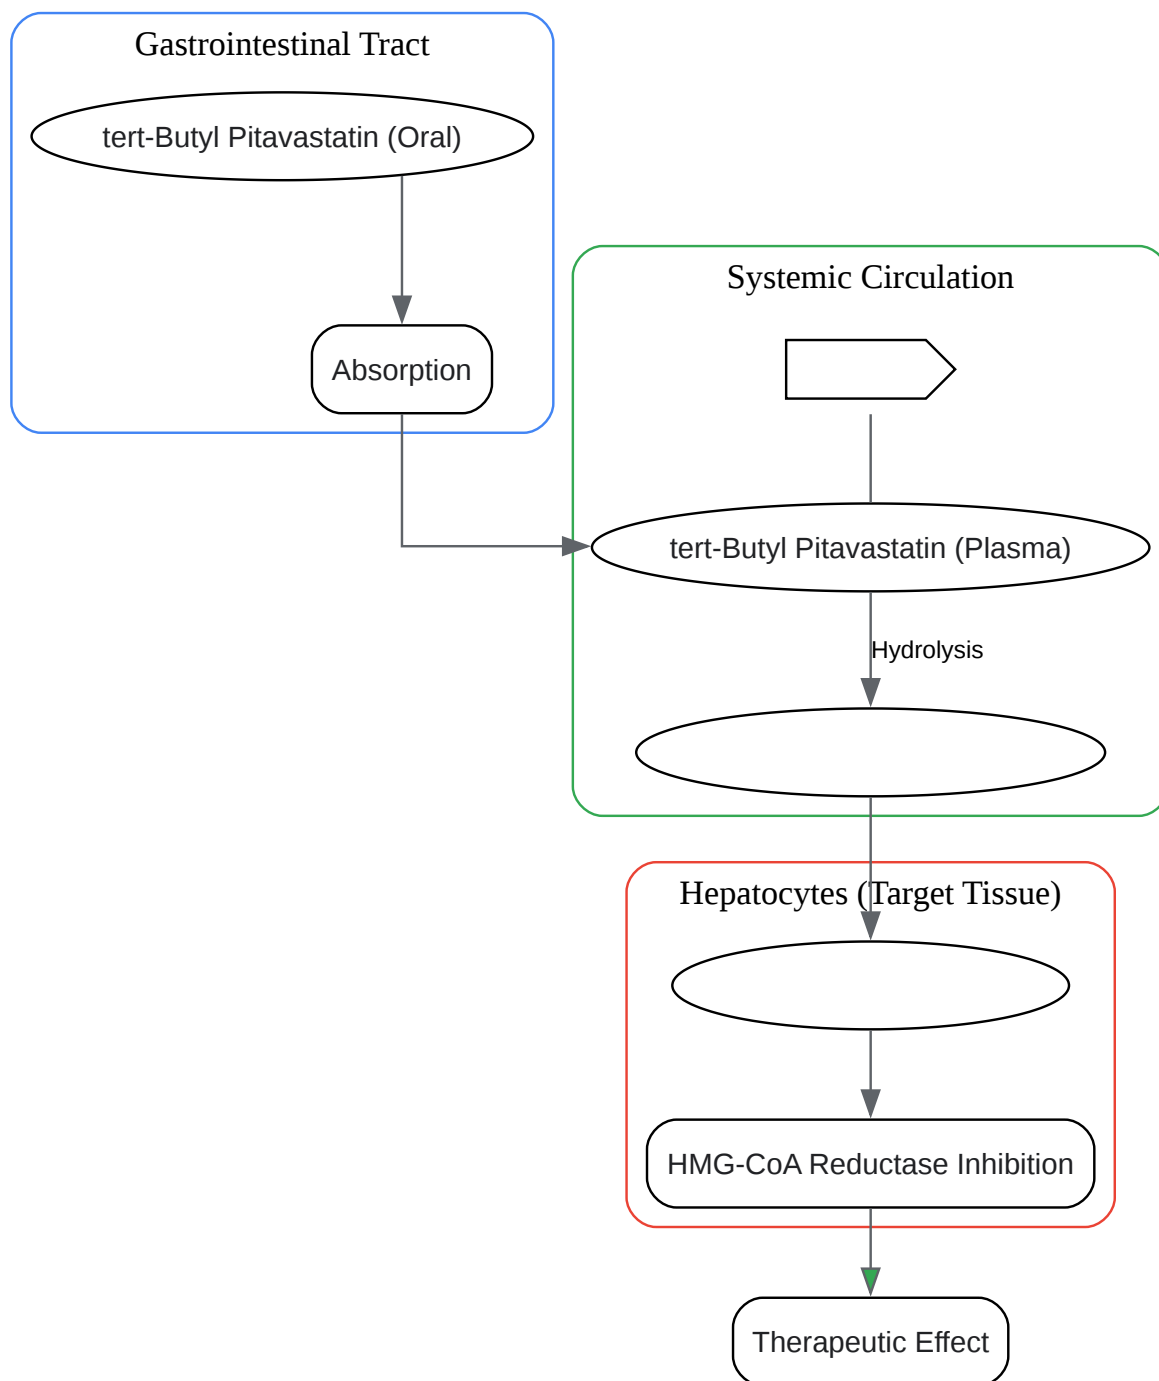 Gastrointestinal Tract
tert-Butyl Pitavastatin (Oral)
Absorption
Systemic Circulation
tert-Butyl Pitavastatin (Plasma)
Hydrolysis
Hepatocytes (Target Tissue)
HMG-CoA Reductase Inhibition
Therapeutic Effect